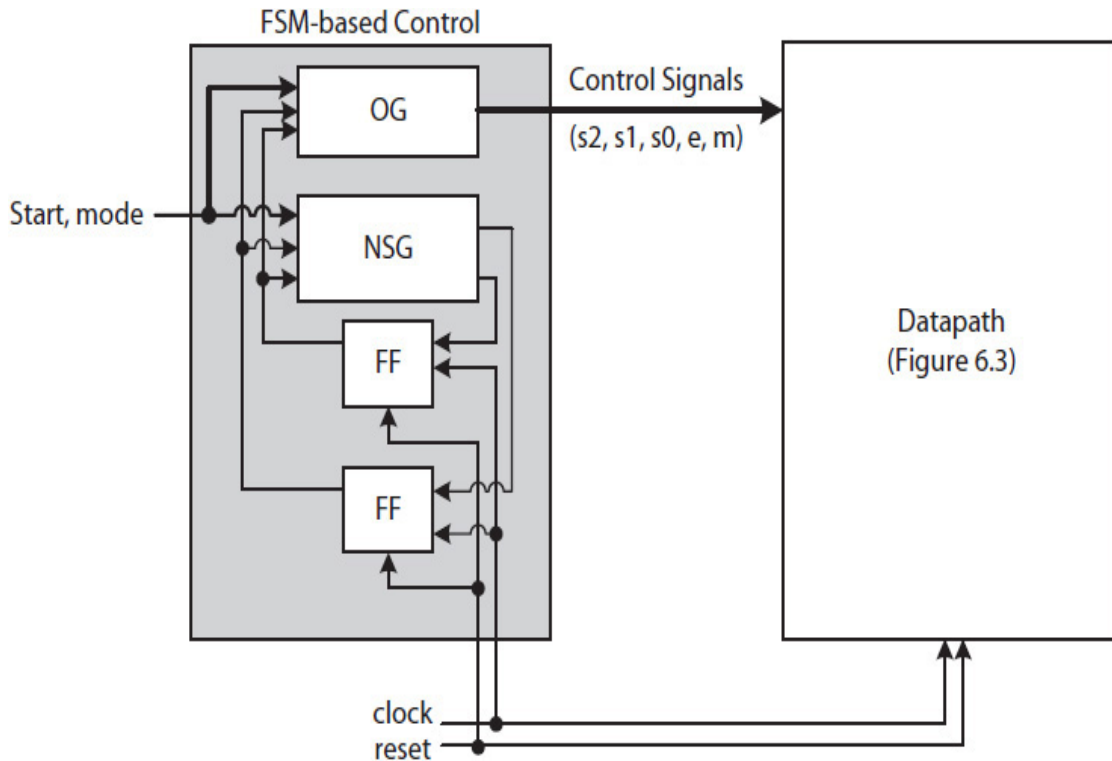 FSM-based Control
OG
Control Signals
(s2, s1, s0, e, m)
Start, mode
NSG
FF
Datapath
(Figure 6.3)
FF
clock
reset